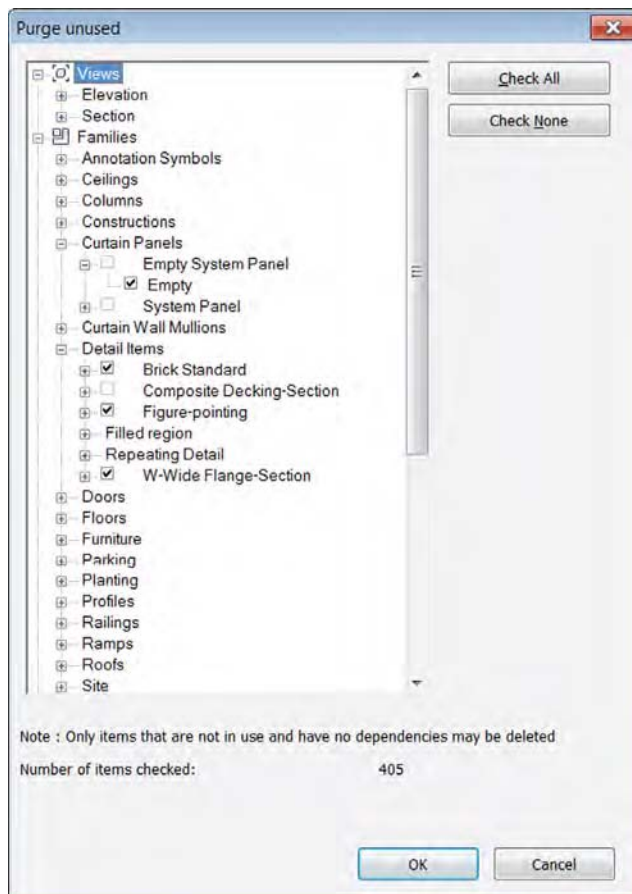 Purge unused
Views
Elevation
Section
Families
Annotation Symbols
Ceilings
Columns
Constructions
Curtain Panels
Empty System Panel
Empty
System Panel
Curtain Wall Mullions
Detail Items
Brick Standard
Composite Decking-Section
Figure-pointing
Filled region
Repeating Detail
W-Wide Flange-Section
Doors
Floors
Furniture
Parking
Planting
Profiles
Railings
Ramps
Roofs
Site
Check All
Check None
Note : Only items that are not in use and have no dependencies may be deleted
Number of items checked: 405
OK Cancel